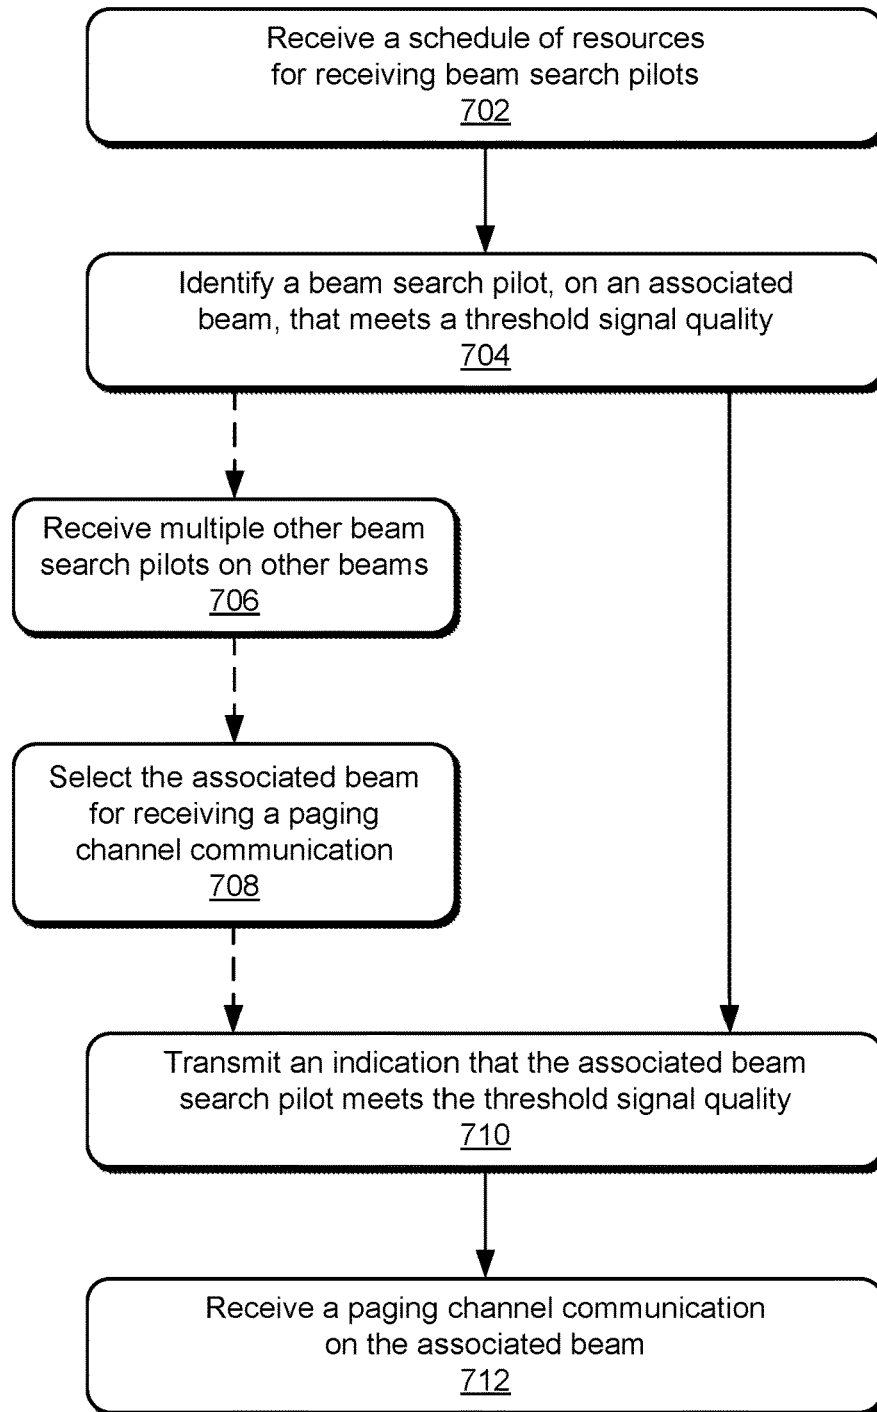 Receive a schedule of resources
for receiving beam search pilots
702
Identify a beam search pilot, on an associated
beam, that meets a threshold signal quality
704
Receive multiple other beam
search pilots on other beams
706
Select the associated beam
for receiving a paging
channel communication
708
Transmit an indication that the associated beam
search pilot meets the threshold signal quality
710
Receive a paging channel communication
on the associated beam
712